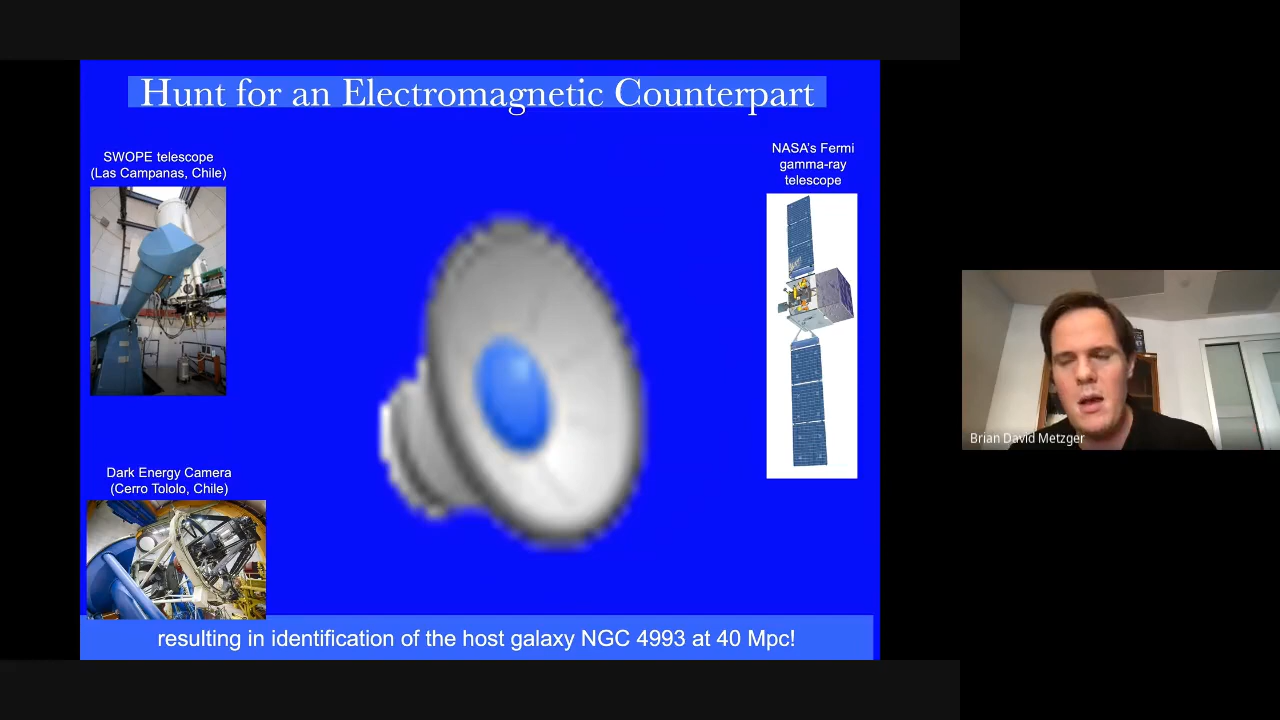 Hunt for an Electromagnetic Counterpart
SWOPE telescope
(Las Campanas, Chile)
NASA's Fermi
gamma-ray
telescope
Dark Energy Camera
(Cerro Tololo, Chile)
resulting in identification of the host galaxy NGC 4993 at 40 Mpc!
Brian David Metzger